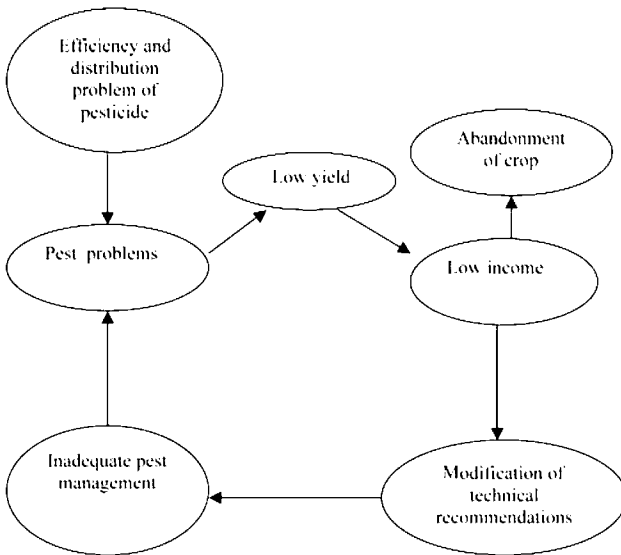 Efficiency and
distribution
problem of
pesticide
Abandonment
of crop
Low yield
Pest problems
Low income
Inadequate pest
management
Modification of
technical
recommendations